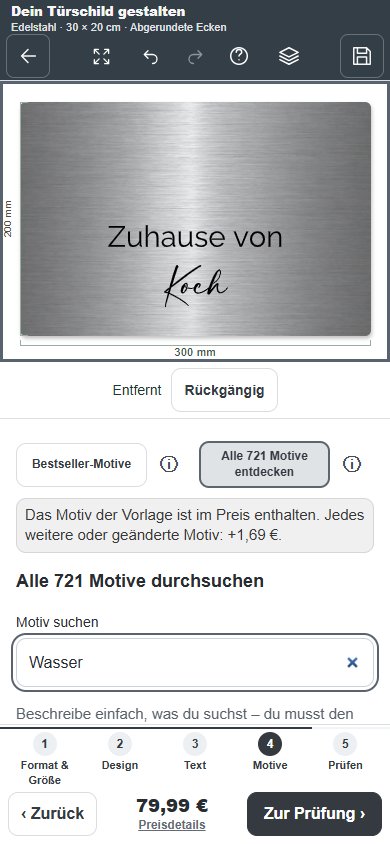 Dein Türschild gestalten
Edelstahl · 30 × 20 cm · Abgerundete Ecken
200 mm
Zuhause von
Koch
300 mm
Entfernt
Rückgängig
Bestseller-Motive
Alle 721 Motive
entdecken
Das Motiv der Vorlage ist im Preis enthalten. Jedes
weitere oder geänderte Motiv: +1,69 €.
Alle 721 Motive durchsuchen
Motiv suchen
Wasser
Beschreibe einfach, was du suchst – du musst den
1
Format &
Größe
2
Design
3
Text
4
Motive
5
Prüfen
‹ Zurück
79,99 €
Preisdetails
Zur Prüfung ›